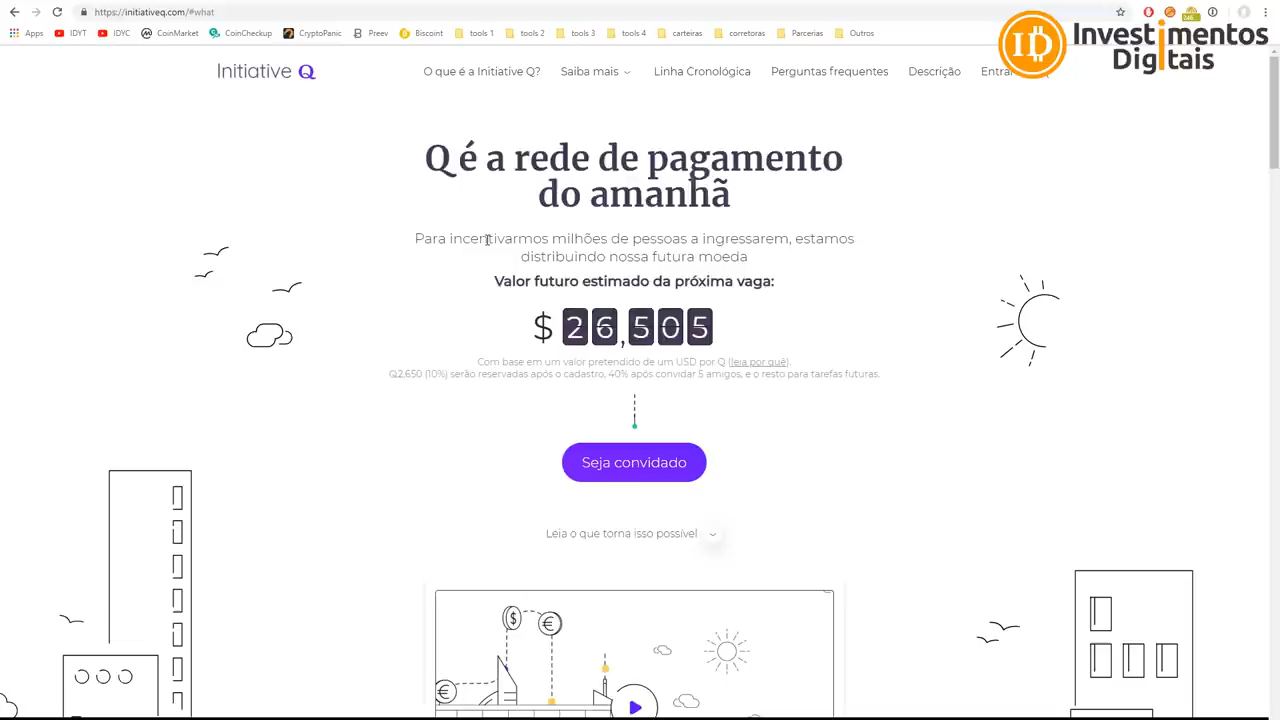 https://initiativeq.com/#what
Apps IDYT IDYC CoinMarket CoinCheckup CryptoPanic Preev Biscoint tools 1 tools 2 tools 3 tools 4 carteiras corretoras Parcerias Outros
Investimentos
Digitais
Initiative Q O que é a Initiative Q? Saiba mais Linha Cronológica Perguntas frequentes Descrição
Q é a rede de pagamento
do amanhã
Para incentivarmos milhões de pessoas a ingressarem, estamos
distribuindo nossa futura moeda
Valor futuro estimado da próxima vaga:
$ 26,505
Com base em um valor pretendido de um USD por Q (leia por quê).
Q2,650 (10%) serão reservadas após o cadastro, 40% após convidar 5 amigos, e o resto para tarefas futuras.
Seja convidado
Leia o que torna isso possível
$ €
€